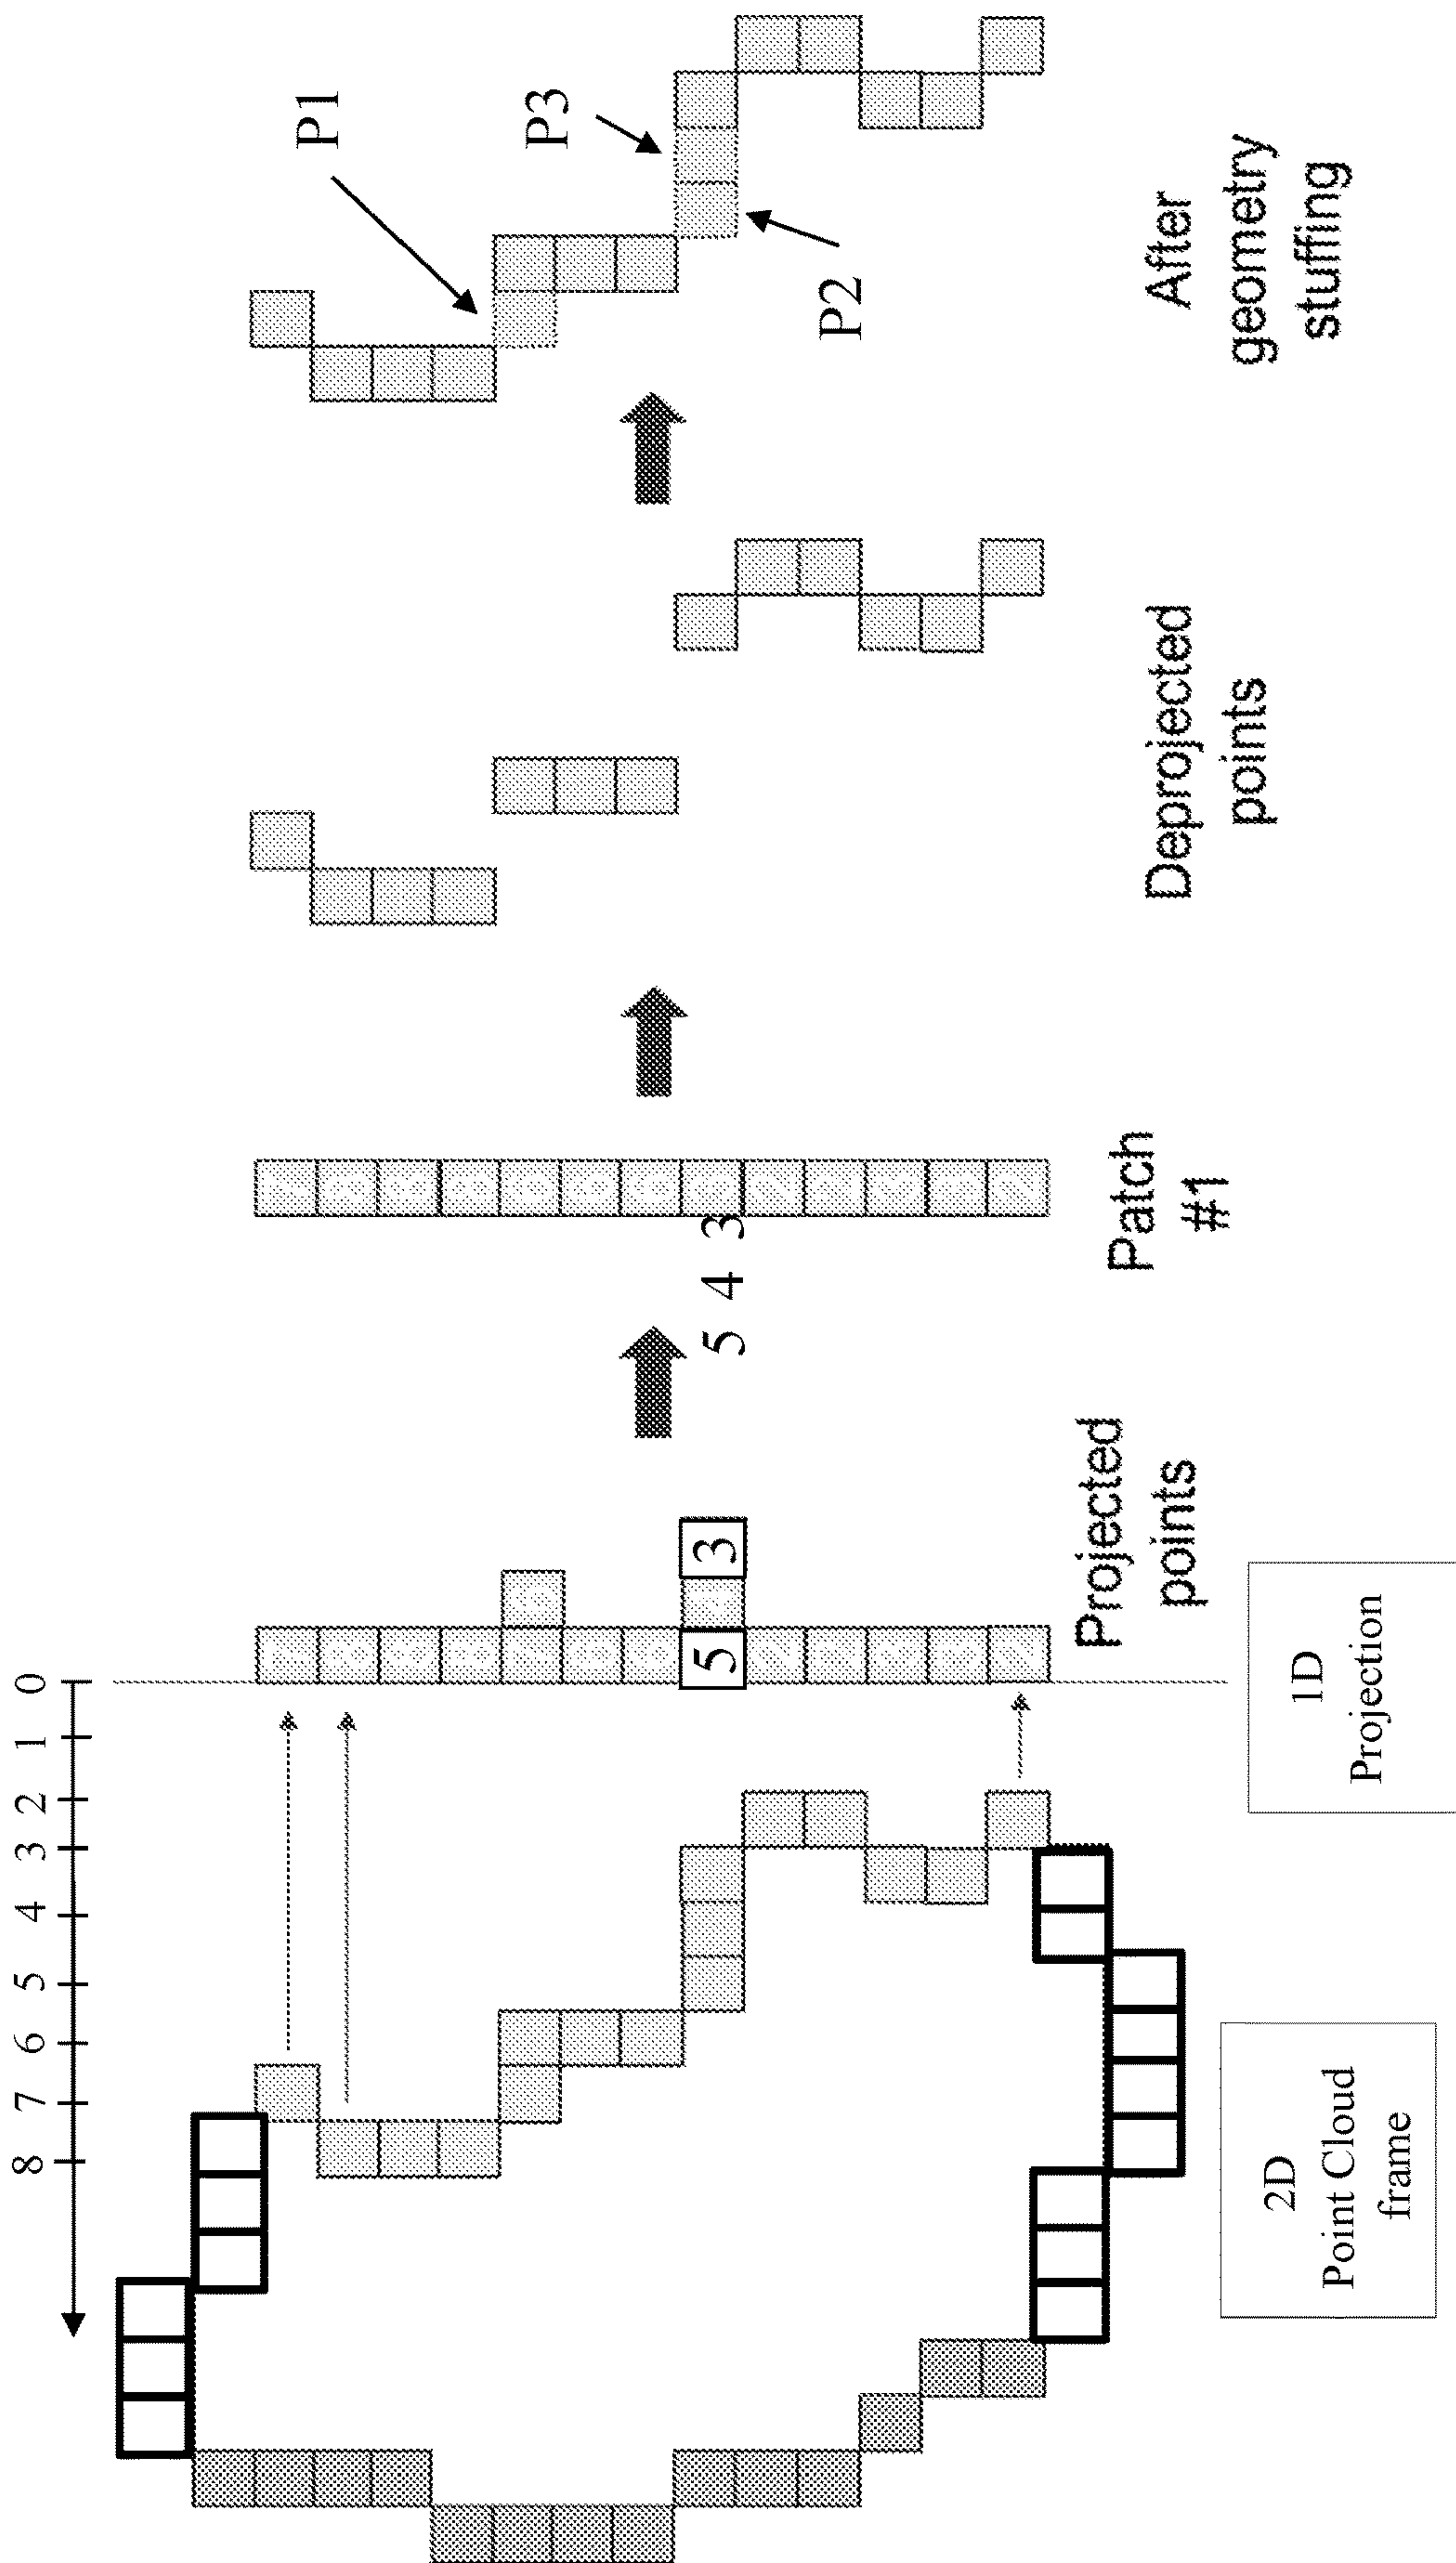 8 7 6 5 4 3 2 1 0
P1
P3
P2
5
3
5 4 3
2D
Point Cloud
frame
1D
Projection
Projected
points
Patch
#1
Deprojected
points
After
geometry
stuffing